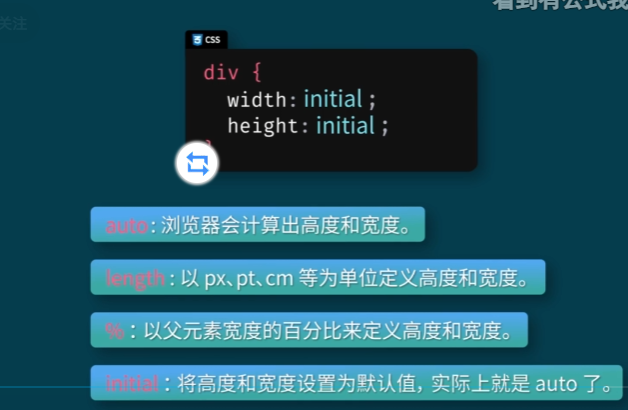 关注
看到有公式我
CSS
div {
width: initial ;
height: initial ;
}
auto : 浏览器会计算出高度和宽度。
length : 以 px、pt、cm 等为单位定义高度和宽度。
% : 以父元素宽度的百分比来定义高度和宽度。
initial : 将高度和宽度设置为默认值, 实际上就是 auto 了。